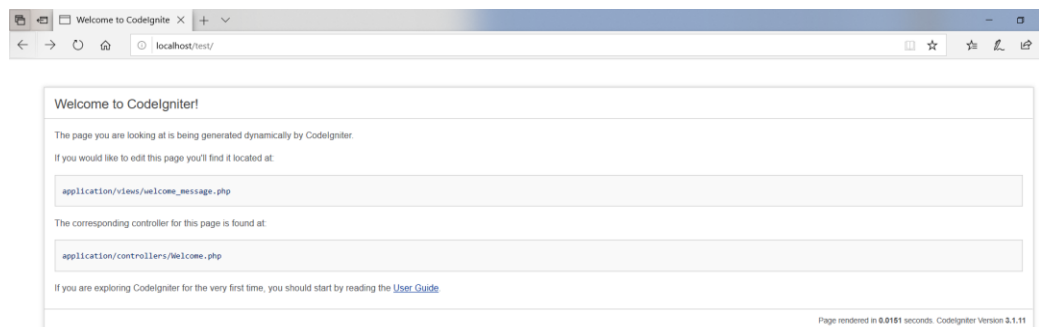 Welcome to CodeIgnite
localhost/test/
Welcome to CodeIgniter!
The page you are looking at is being generated dynamically by CodeIgniter.
If you would like to edit this page you'll find it located at:
application/views/welcome_message.php
The corresponding controller for this page is found at:
application/controllers/Welcome.php
If you are exploring CodeIgniter for the very first time, you should start by reading the User Guide.
Page rendered in 0.0151 seconds. CodeIgniter Version 3.1.11